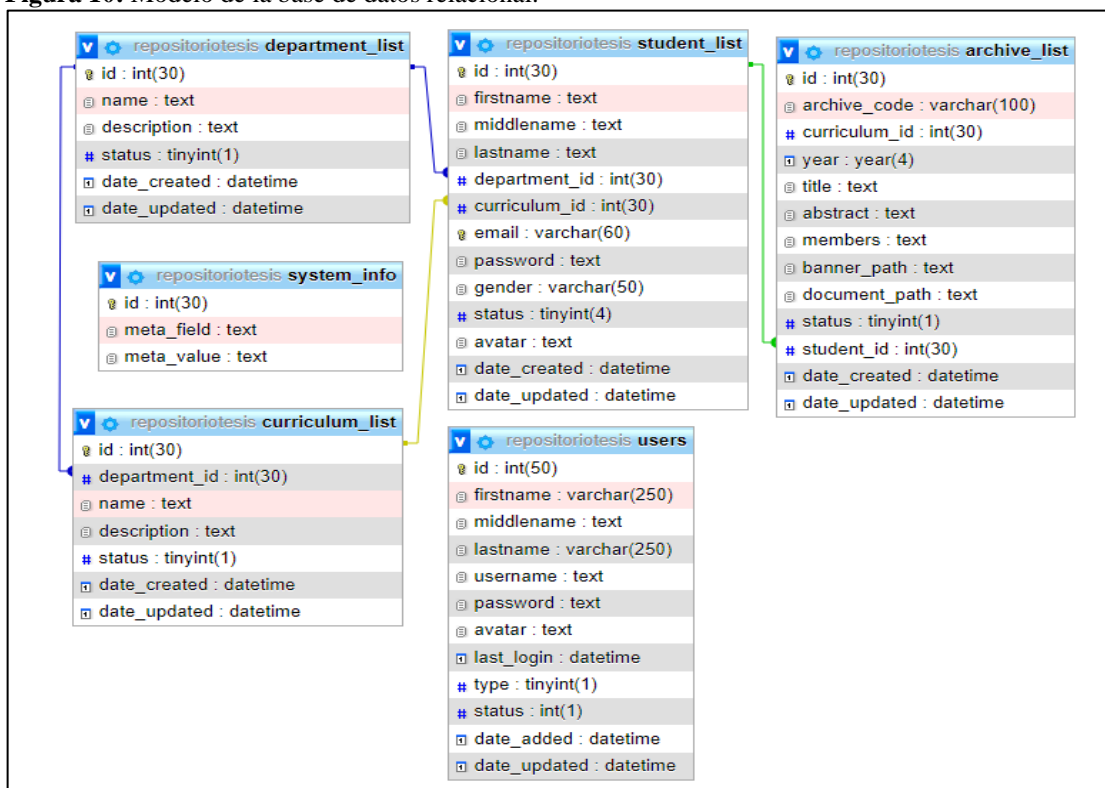 Figura 10. Modelo de la base de datos relacional.
repositoriotesis department_list
id : int(30)
name : text
description : text
# status : tinyint(1)
date_created : datetime
date_updated : datetime
repositoriotesis system_info
id : int(30)
meta_field : text
meta_value : text
repositoriotesis curriculum_list
id : int(30)
# department_id : int(30)
name : text
description : text
# status : tinyint(1)
date_created : datetime
date_updated : datetime
repositoriotesis student_list
id : int(30)
firstname : text
middlename : text
lastname : text
# department_id : int(30)
# curriculum_id : int(30)
email : varchar(60)
password : text
gender : varchar(50)
# status : tinyint(4)
avatar : text
date_created : datetime
date_updated : datetime
repositoriotesis users
id : int(50)
firstname : varchar(250)
middlename : text
lastname : varchar(250)
username : text
password : text
avatar : text
last_login : datetime
# type : tinyint(1)
# status : int(1)
date_added : datetime
date_updated : datetime
repositoriotesis archive_list
id : int(30)
archive_code : varchar(100)
# curriculum_id : int(30)
year : year(4)
title : text
abstract : text
members : text
banner_path : text
document_path : text
# status : tinyint(1)
# student_id : int(30)
date_created : datetime
date_updated : datetime